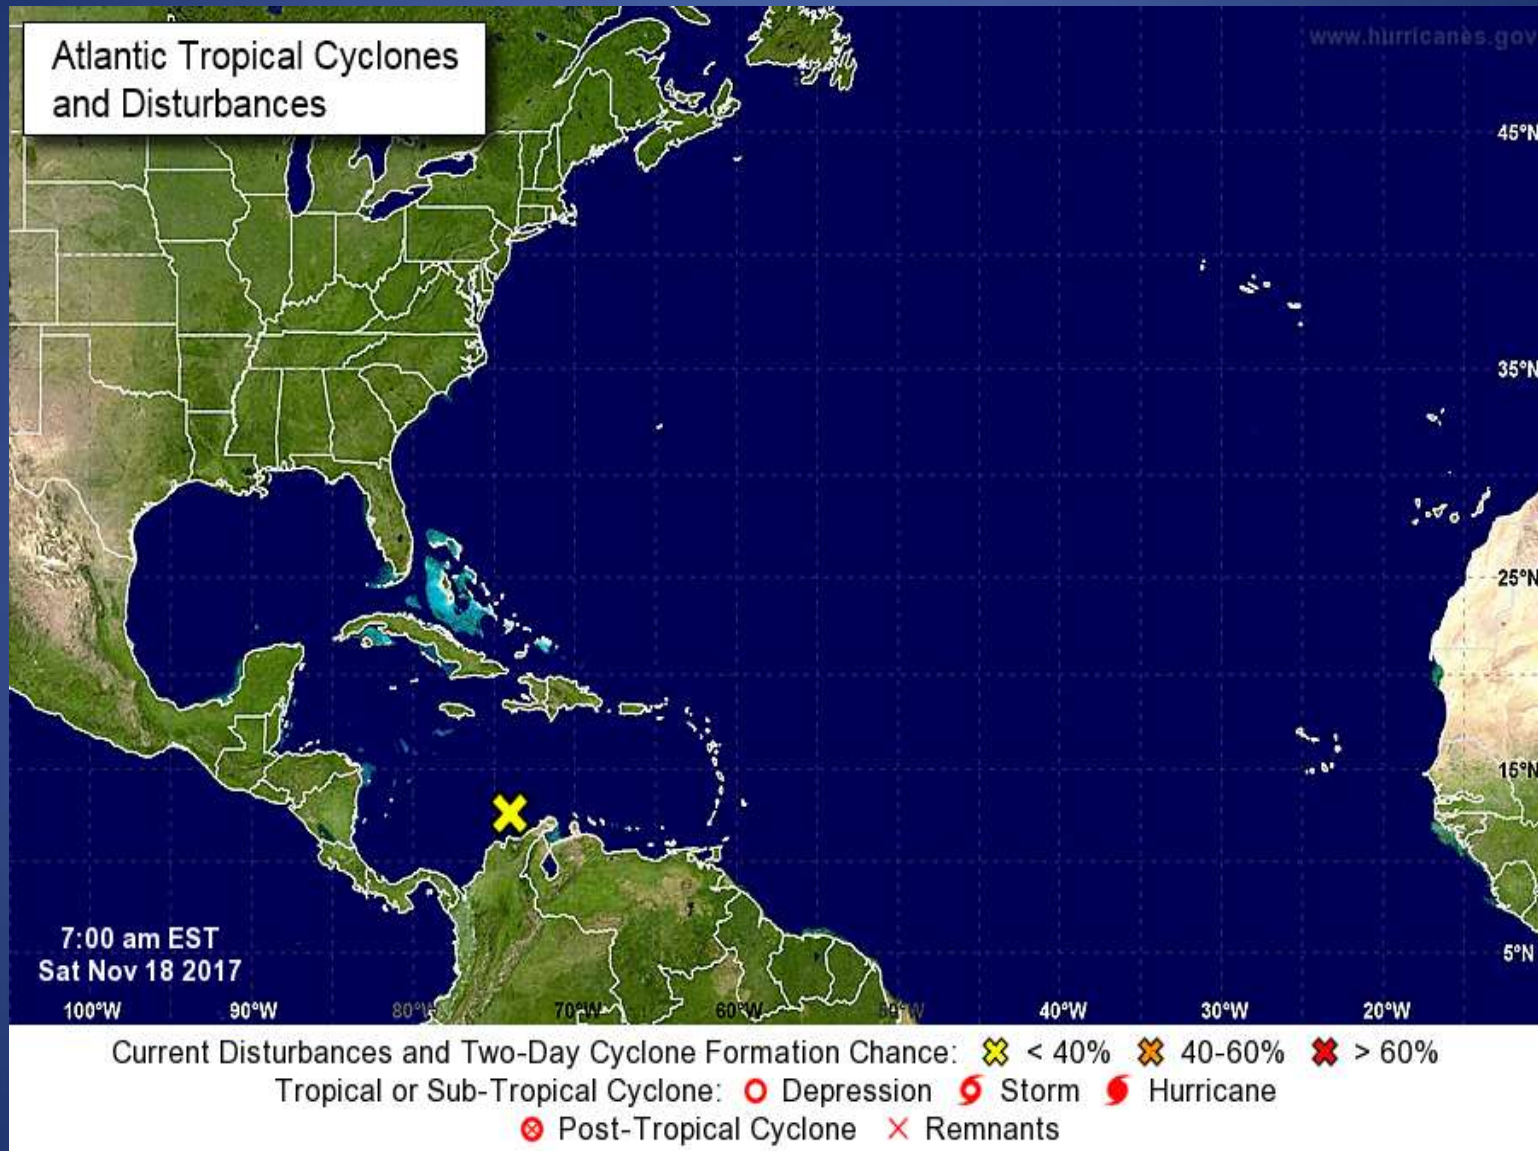 Atlantic Tropical Cyclones
and Disturbances
www.hurricanes.gov
45°N
35°N
25°N
15°N
5°N
7:00 am EST
Sat Nov 18 2017
100°W 90°W 80°W 70°W 60°W 50°W 40°W 30°W 20°W
Current Disturbances and Two-Day Cyclone Formation Chance: < 40% 40-60% > 60%
Tropical or Sub-Tropical Cyclone: Depression Storm Hurricane
Post-Tropical Cyclone Remnants